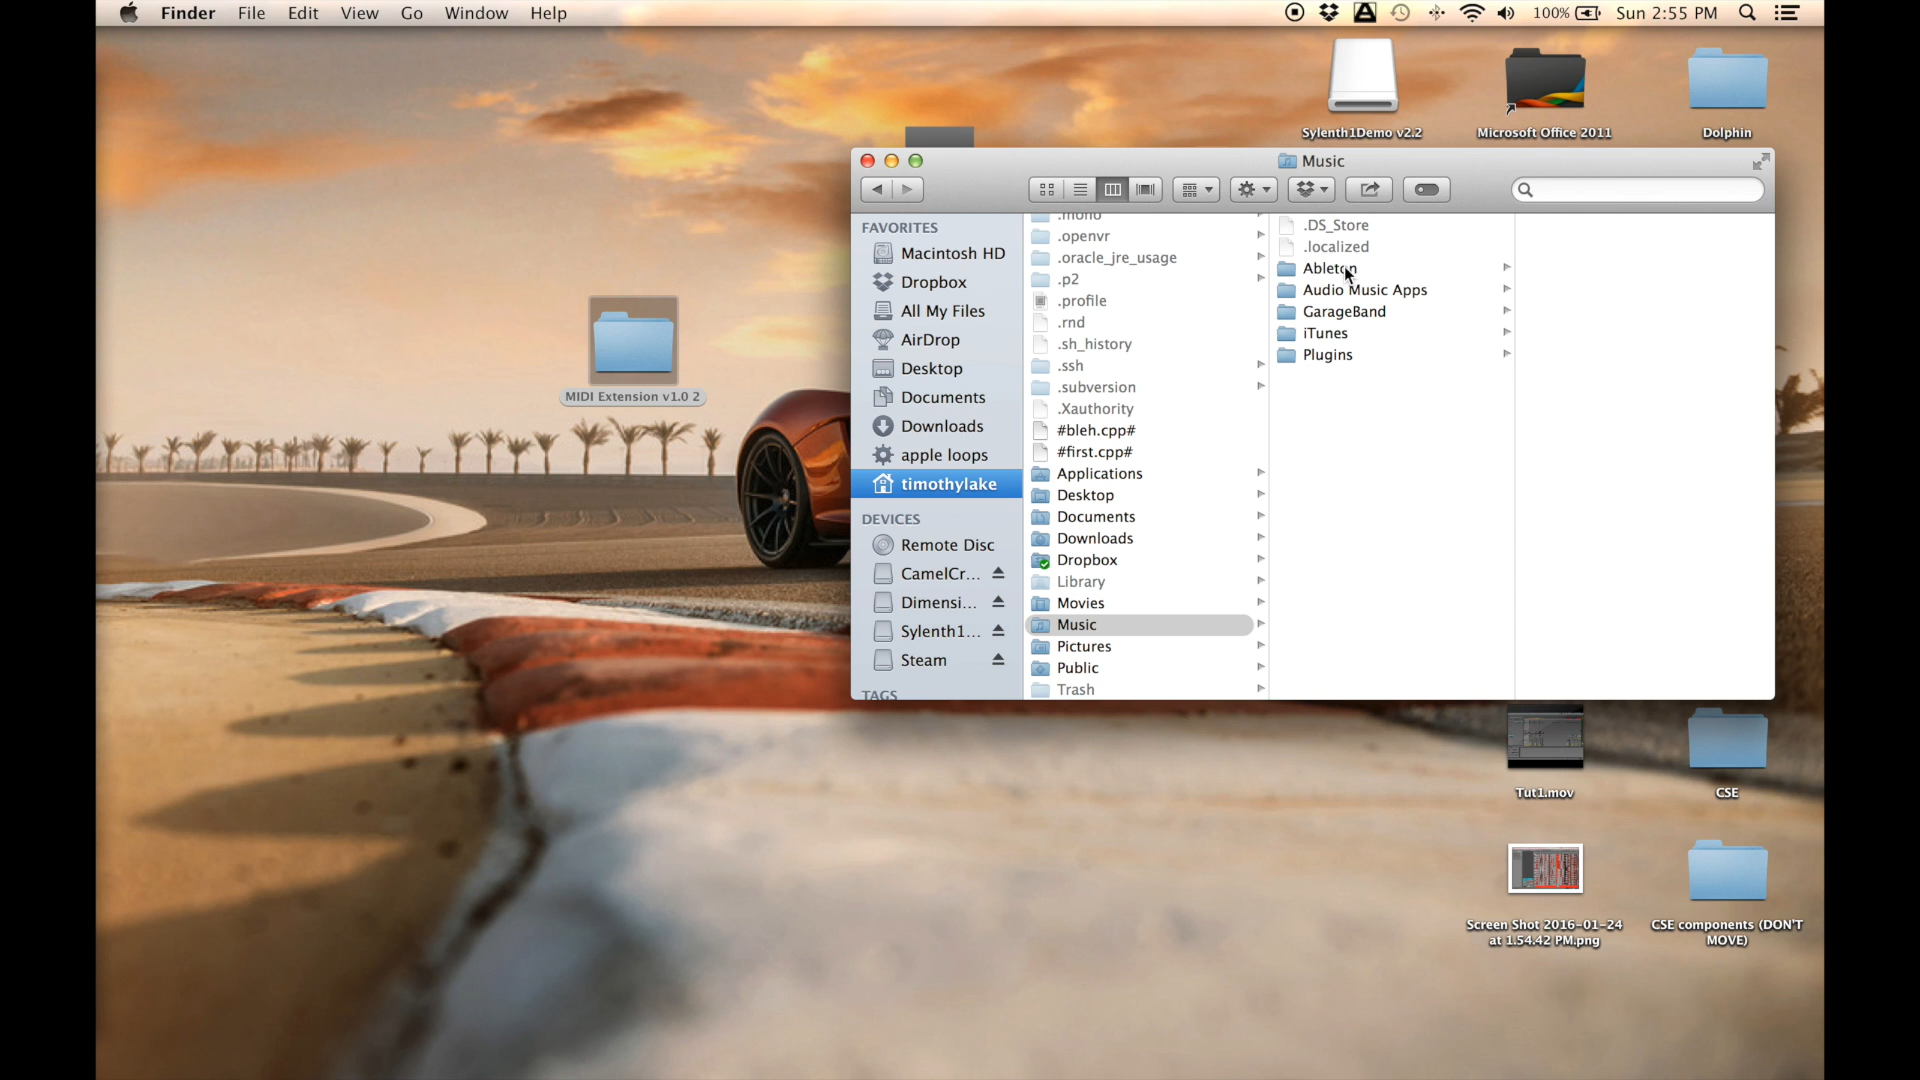 Finder File Edit View Go Window Help
100% Sun 2:55 PM
Sylenth1Demo v2.2
Microsoft Office 2011
Dolphin
Music
FAVORITES
Macintosh HD
Dropbox
All My Files
AirDrop
Desktop
Documents
Downloads
apple loops
timothylake
DEVICES
Remote Disc
CamelCr...
Dimensi...
Sylenth1...
Steam
TAGS
.mono
.openvr
.oracle_jre_usage
.p2
.profile
.rnd
.sh_history
.ssh
.subversion
.Xauthority
#bleh.cpp#
#first.cpp#
Applications
Desktop
Documents
Downloads
Dropbox
Library
Movies
Music
Pictures
Public
Trash
.DS_Store
.localized
Ableton
Audio Music Apps
GarageBand
iTunes
Plugins
MIDI Extension v1.0 2
Tut1.mov
CSE
Screen Shot 2016-01-24
at 1.54.42 PM.png
CSE components (DON'T
MOVE)